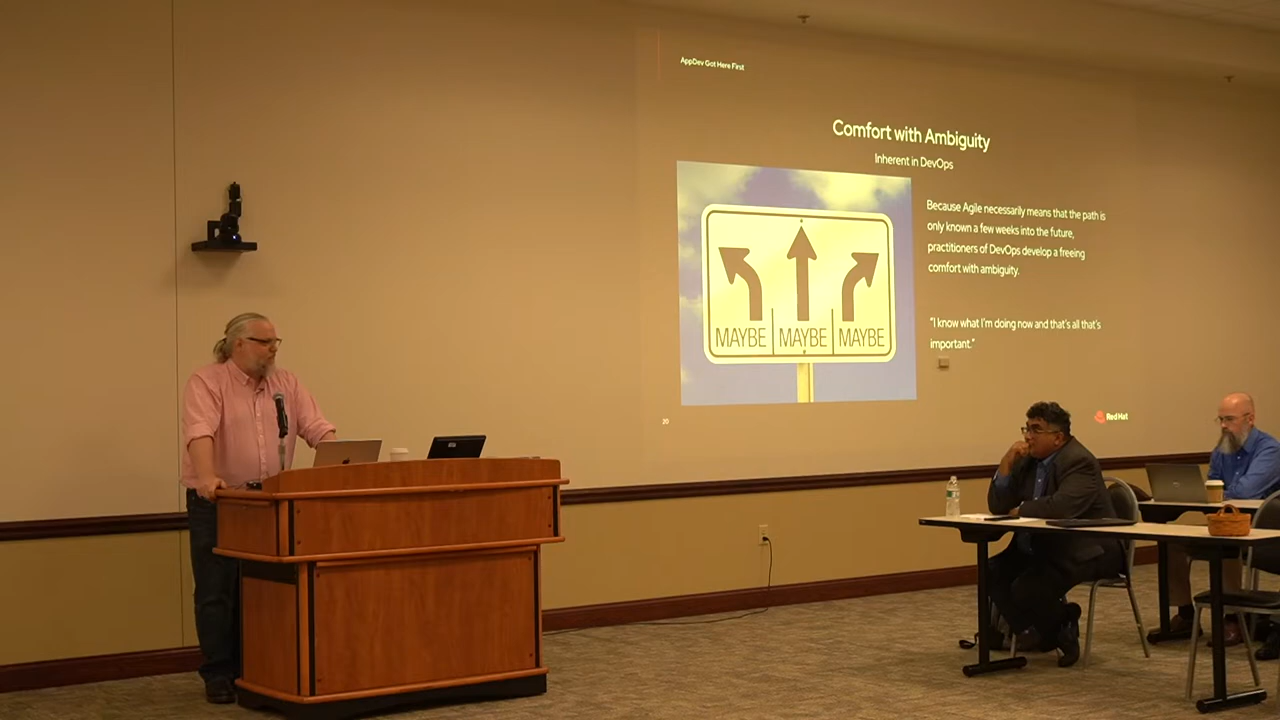 AppDev Got Here First
Comfort with Ambiguity
Inherent in DevOps
MAYBE MAYBE MAYBE
Because Agile necessarily means that the path is
only known a few weeks into the future,
practitioners of DevOps develop a freeing
comfort with ambiguity.
“I know what I'm doing now and that's all that's
important.”
20
Red Hat